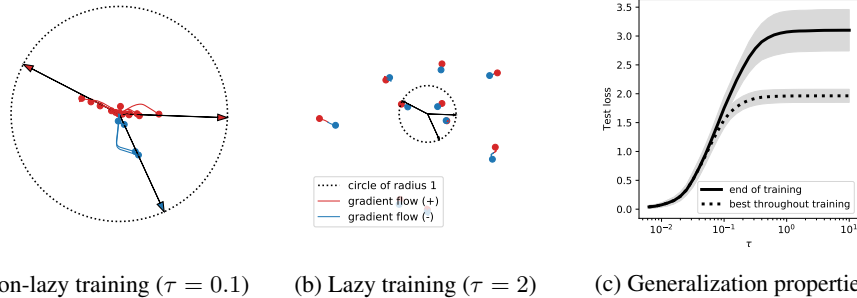 circle of radius 1
gradient flow (+)
gradient flow (-)
3.5
3.0
2.5
2.0
1.5
1.0
0.5
0.0
Test loss
end of training
best throughout training
10⁻² 10⁻¹ 10⁰ 10¹
τ
on-lazy training (τ = 0.1) (b) Lazy training (τ = 2) (c) Generalization propertie